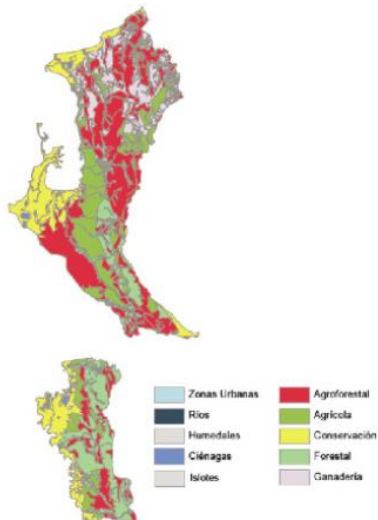 Zonas Urbanas
Ríos
Humedales
Ciénagas
Islotes
Agroforestal
Agrícola
Conservación
Forestal
Ganadería